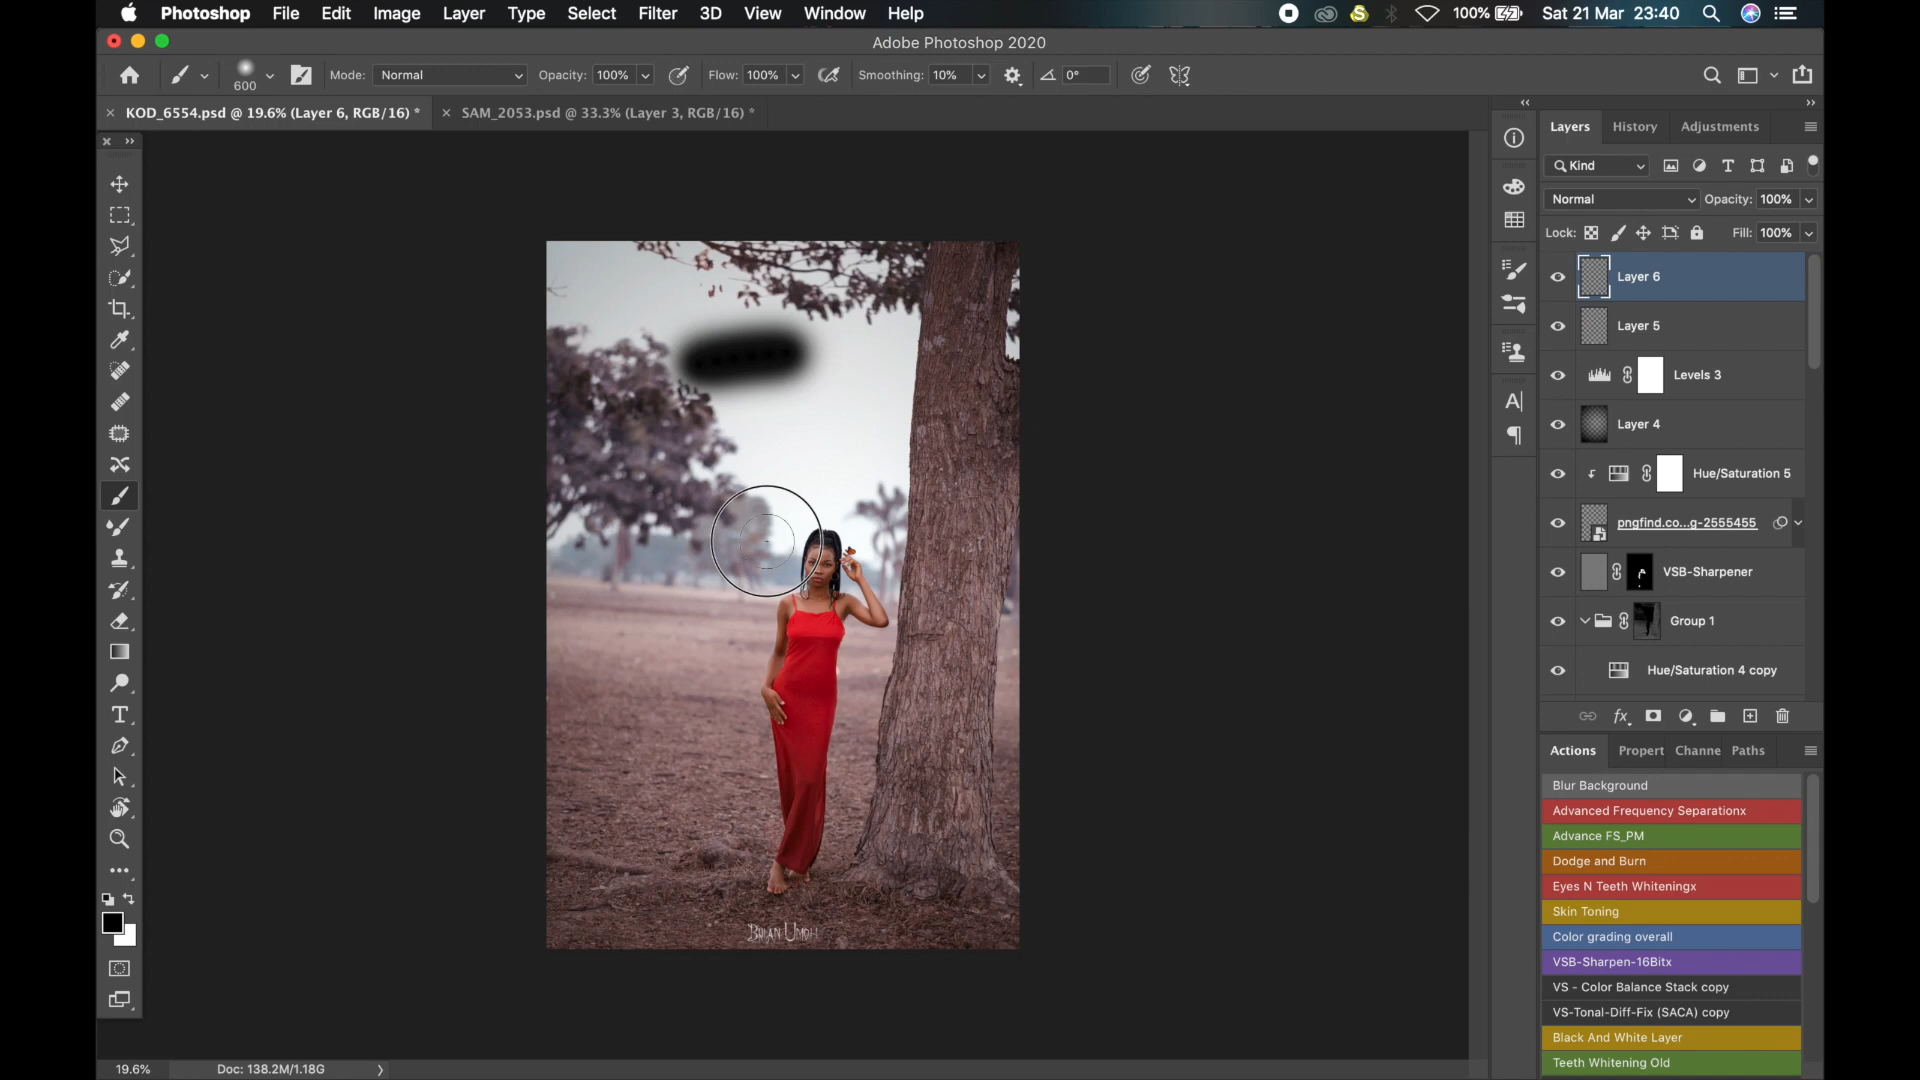 Photoshop File Edit Image Layer Type Select Filter 3D View Window Help 100% Sat 21 Mar 23:40
Adobe Photoshop 2020
600 Mode: Normal Opacity: 100% Flow: 100% Smoothing: 10% 0°
KOD_6554.psd @ 19.6% (Layer 6, RGB/16) * SAM_2053.psd @ 33.3% (Layer 3, RGB/16) *
Layers History Adjustments
Kind
Normal Opacity: 100%
Lock: Fill: 100%
Layer 6
Layer 5
Levels 3
Layer 4
Hue/Saturation 5
pngfind.co...g-2555455
VSB-Sharpener
Group 1
Hue/Saturation 4 copy
Actions Propert Channe Paths
Blur Background
Advanced Frequency Separationx
Advance FS_PM
Dodge and Burn
Eyes N Teeth Whiteningx
Skin Toning
Color grading overall
VSB-Sharpen-16Bitx
VS - Color Balance Stack copy
VS-Tonal-Diff-Fix (SACA) copy
Black And White Layer
Teeth Whitening Old
Brian Umoh
19.6% Doc: 138.2M/1.18G